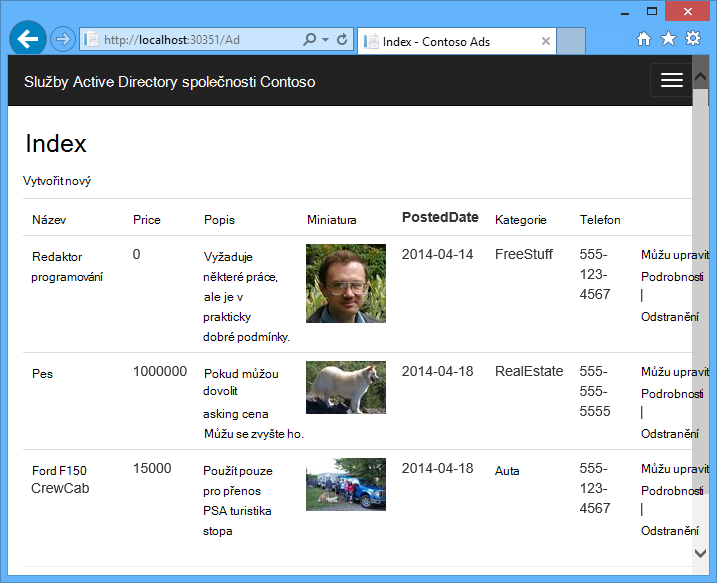 http://localhost:30351/Ad
Index - Contoso Ads
Služby Active Directory společnosti Contoso
Index
Vytvořit nový
Název Price Popis Miniatura PostedDate Kategorie Telefon
Redaktor
programování
0
Vyžaduje
některé práce,
ale je v
prakticky
dobré podmínky.
2014-04-14
FreeStuff
555-
123-
4567
Můžu upravit
Podrobnosti
|
Odstranění
Pes
1000000
Pokud můžou
dovolit
asking cena
Můžu se zvyšte ho.
2014-04-18
RealEstate
555-
555-
5555
Můžu upravit
Podrobnosti
|
Odstranění
Ford F150
CrewCab
15000
Použít pouze
pro přenos
PSA turistika
stopa
2014-04-18
Auta
555-
123-
4567
Můžu upravit
Podrobnosti
|
Odstranění